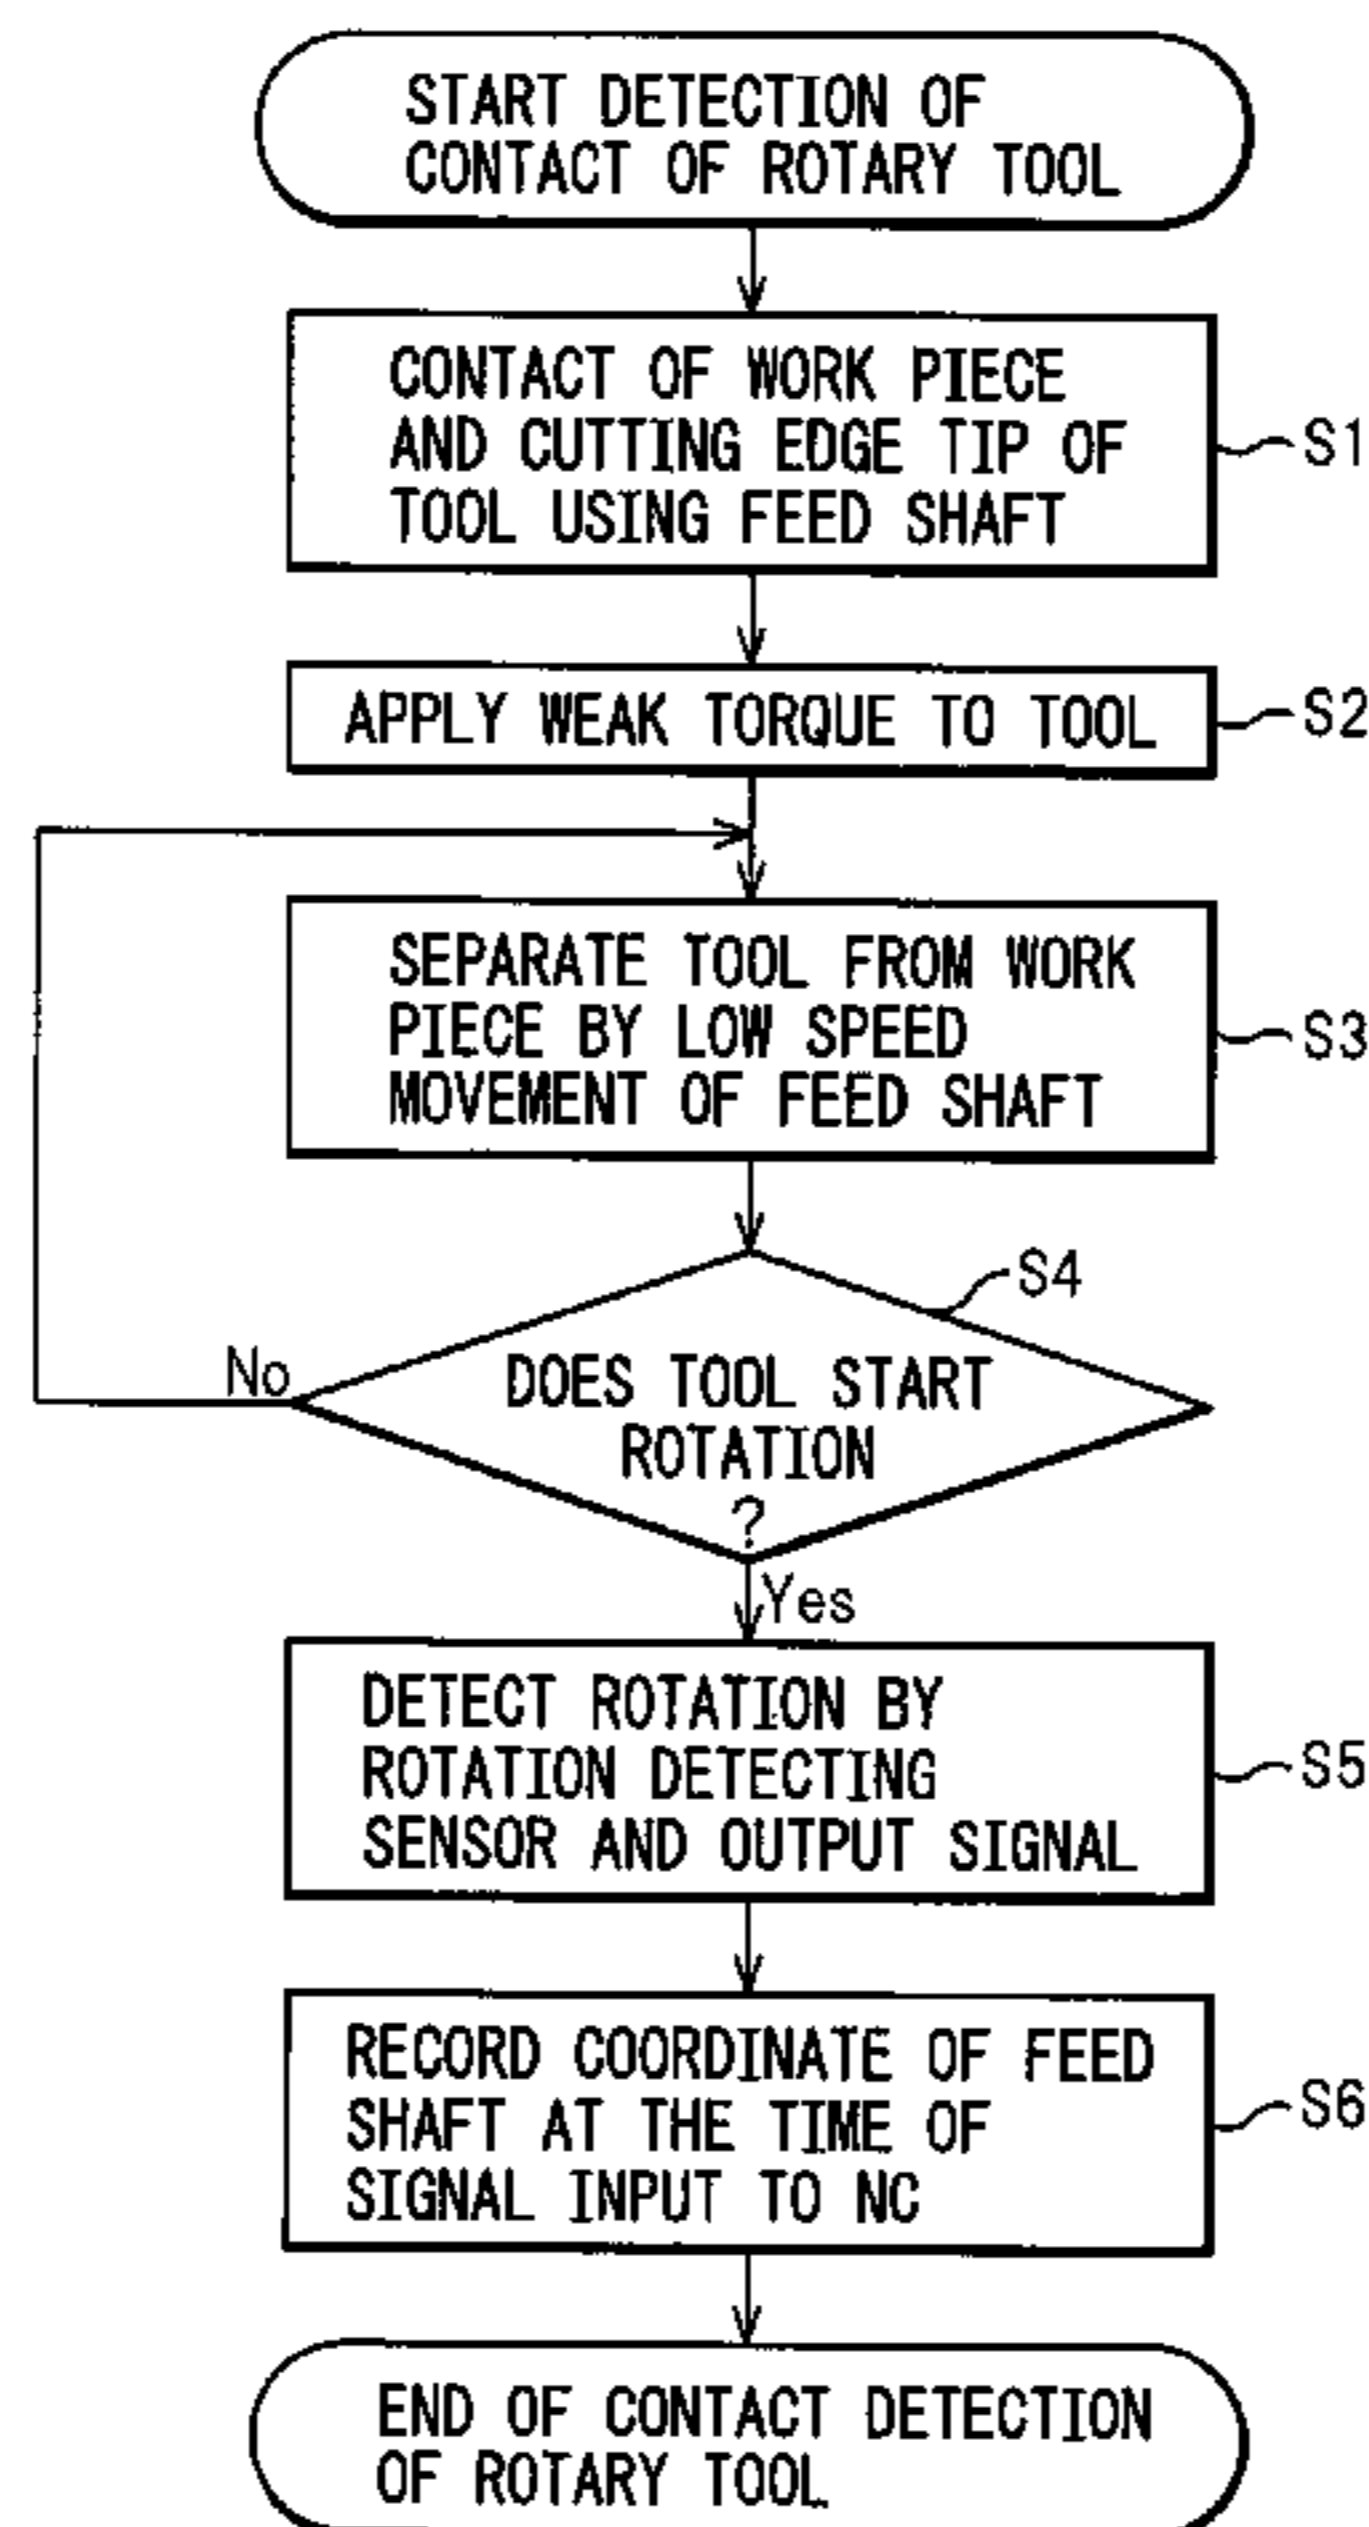 START DETECTION OF
CONTACT OF ROTARY TOOL
CONTACT OF WORK PIECE
AND CUTTING EDGE TIP OF
TOOL USING FEED SHAFT
S1
APPLY WEAK TORQUE TO TOOL
S2
SEPARATE TOOL FROM WORK
PIECE BY LOW SPEED
MOVEMENT OF FEED SHAFT
S3
S4
No
DOES TOOL START
ROTATION
?
Yes
DETECT ROTATION BY
ROTATION DETECTING
SENSOR AND OUTPUT SIGNAL
S5
RECORD COORDINATE OF FEED
SHAFT AT THE TIME OF
SIGNAL INPUT TO NC
S6
END OF CONTACT DETECTION
OF ROTARY TOOL